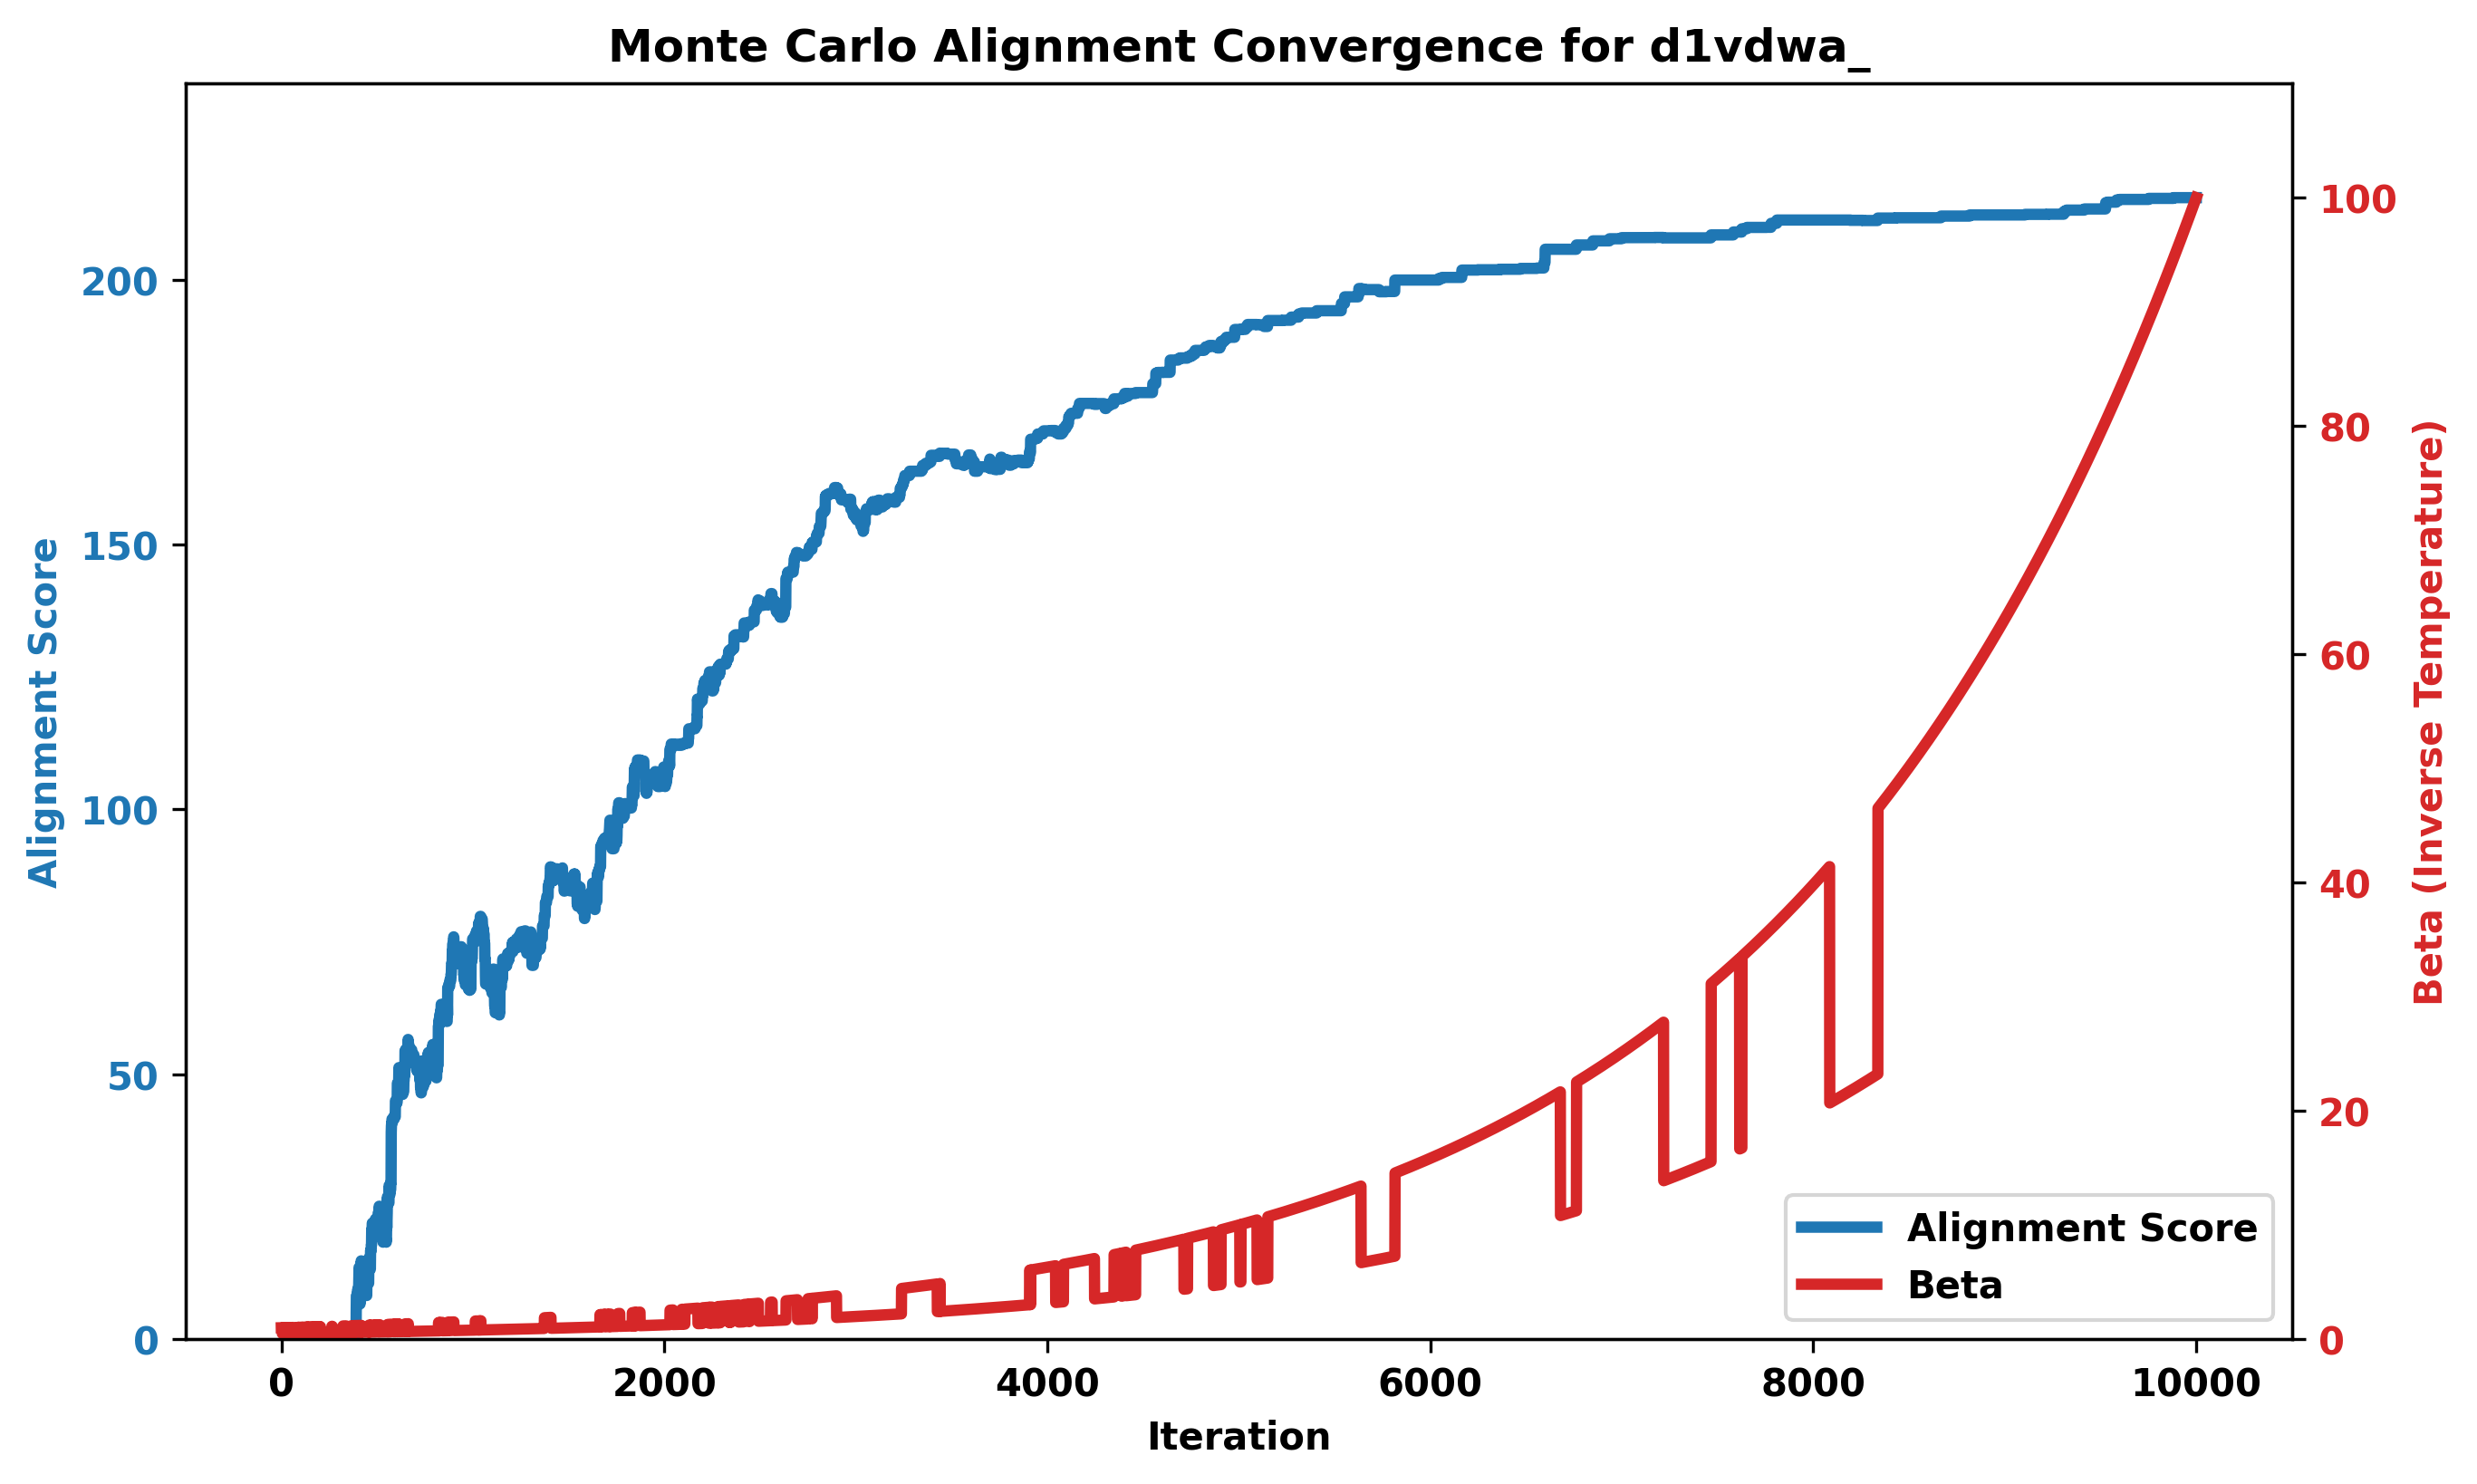 Monte Carlo Alignment Convergence for d1vdwa_
Alignment Score
200
150
100
50
0
100
80
60
40
20
0
Beta (Inverse Temperature)
Alignment Score
Beta
0 2000 4000 6000 8000 10000
Iteration